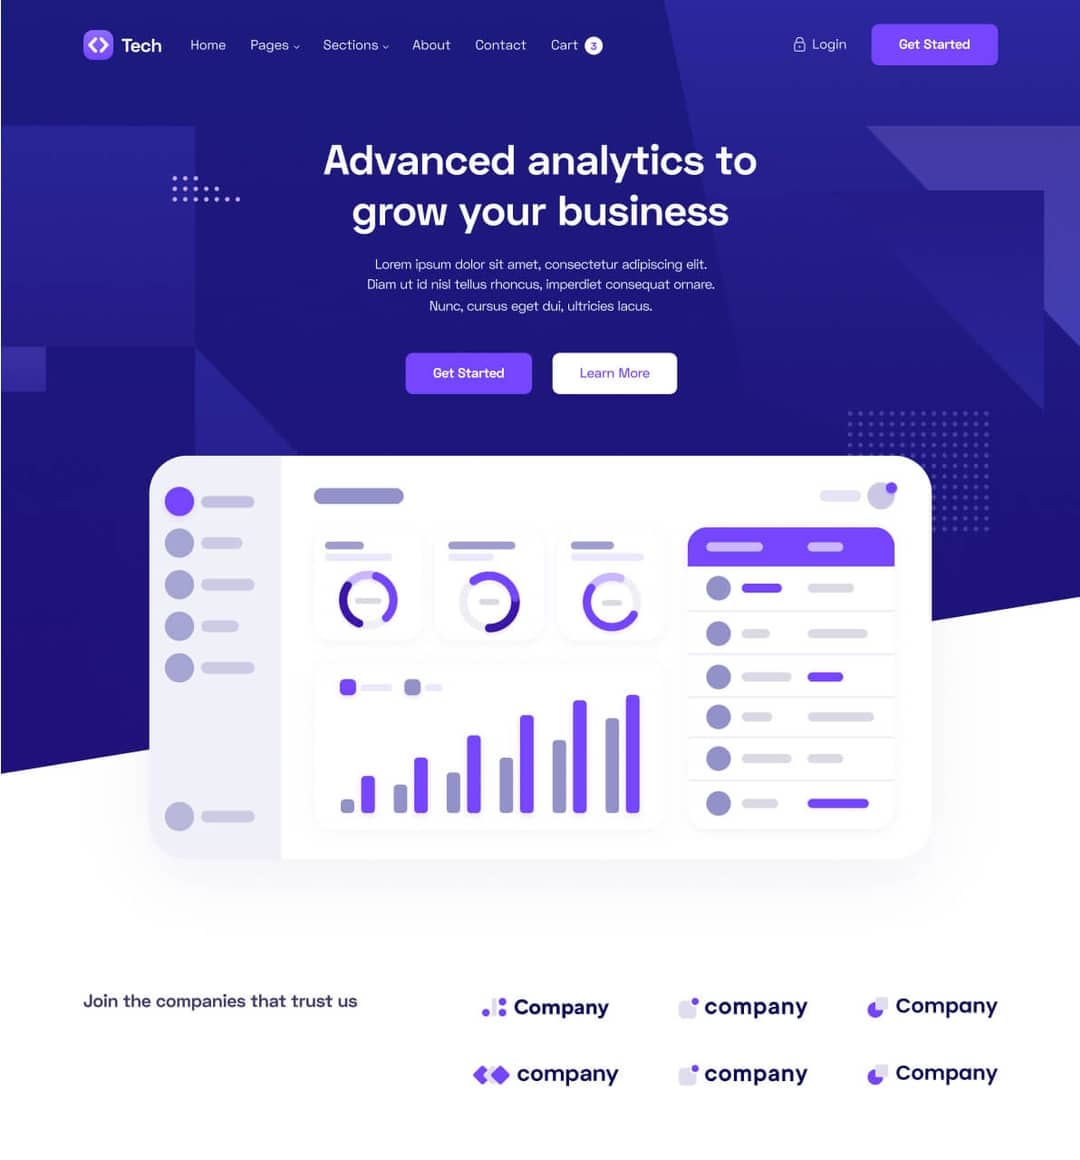 Tech
Home
Pages
Sections
About
Contact
Cart 3
Login
Get Started
Advanced analytics to
grow your business
Lorem ipsum dolor sit amet, consectetur adipiscing elit.
Diam ut id nisl tellus rhoncus, imperdiet consequat ornare.
Nunc, cursus eget dui, ultricies lacus.
Get Started
Learn More
Join the companies that trust us
Company
company
Company
company
company
Company